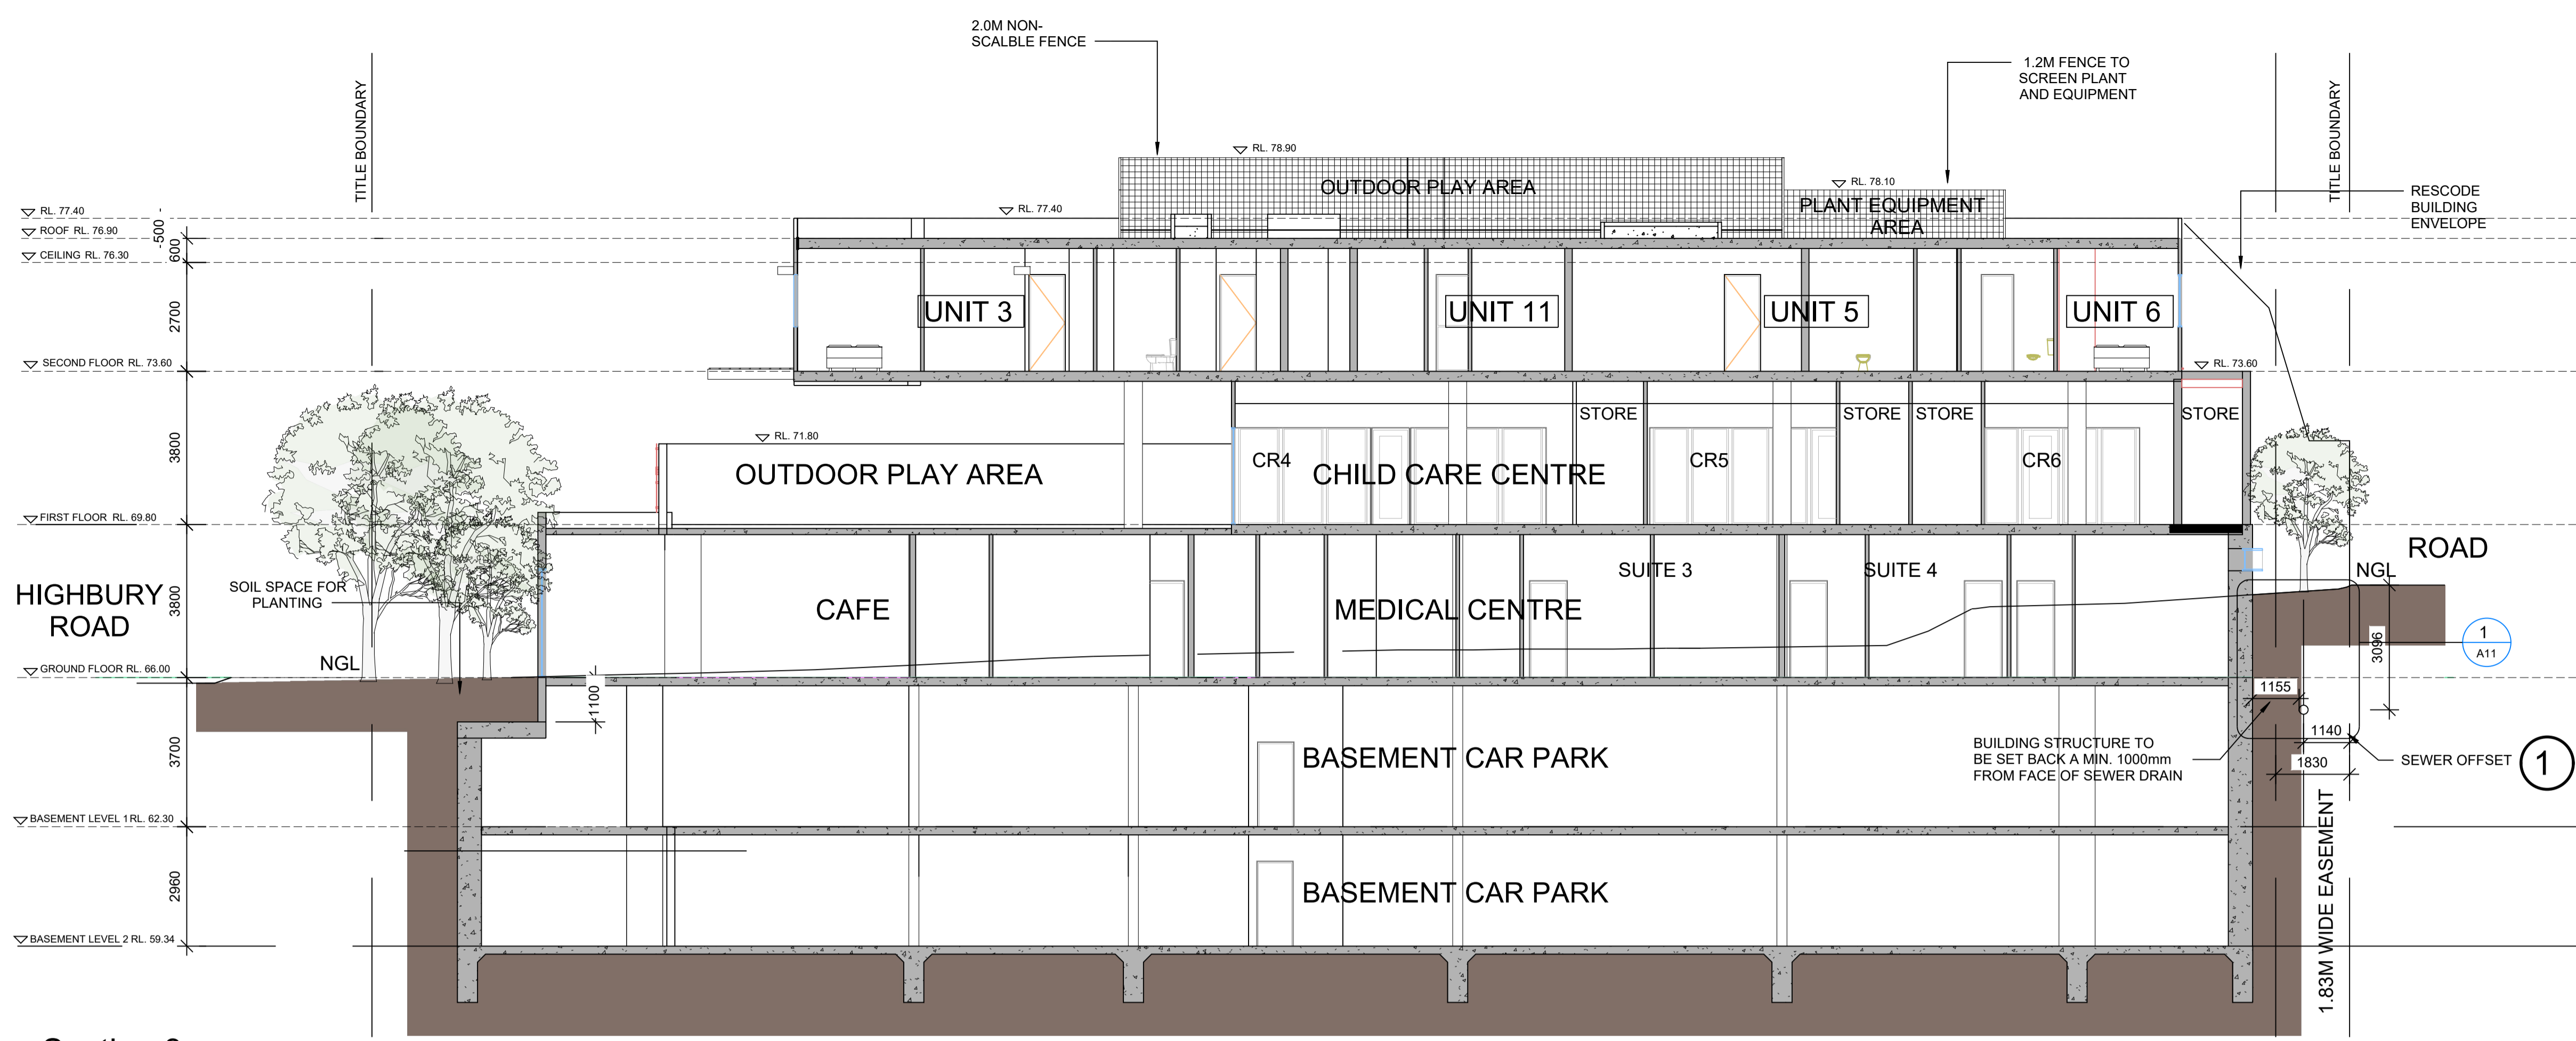 2.0M NON-
SCALBLE FENCE
1.2M FENCE TO
SCREEN PLANT
AND EQUIPMENT
TITLE BOUNDARY
TITLE BOUNDARY
RESCODE
BUILDING
ENVELOPE
RL. 78.90
OUTDOOR PLAY AREA
RL. 78.10
PLANT EQUIPMENT
AREA
RL. 77.40
RL. 77.40
500
ROOF RL. 76.90
600
CEILING RL. 76.30
2700
UNIT 3
UNIT 11
UNIT 5
UNIT 6
SECOND FLOOR RL. 73.60
RL. 73.60
3800
RL. 71.80
OUTDOOR PLAY AREA
CR4
CHILD CARE CENTRE
STORE
CR5
STORE
STORE
CR6
STORE
FIRST FLOOR RL. 69.80
HIGHBURY
ROAD
3800
SOIL SPACE FOR
PLANTING
NGL
CAFE
MEDICAL CENTRE
SUITE 3
SUITE 4
ROAD
NGL
GROUND FLOOR RL. 66.00
1100
3096
1
A11
1155
1140
1830
3700
BASEMENT CAR PARK
BUILDING STRUCTURE TO
BE SET BACK A MIN. 1000mm
FROM FACE OF SEWER DRAIN
SEWER OFFSET
1
BASEMENT LEVEL 1 RL. 62.30
2960
BASEMENT CAR PARK
1.83M WIDE EASEMENT
BASEMENT LEVEL 2 RL. 59.34